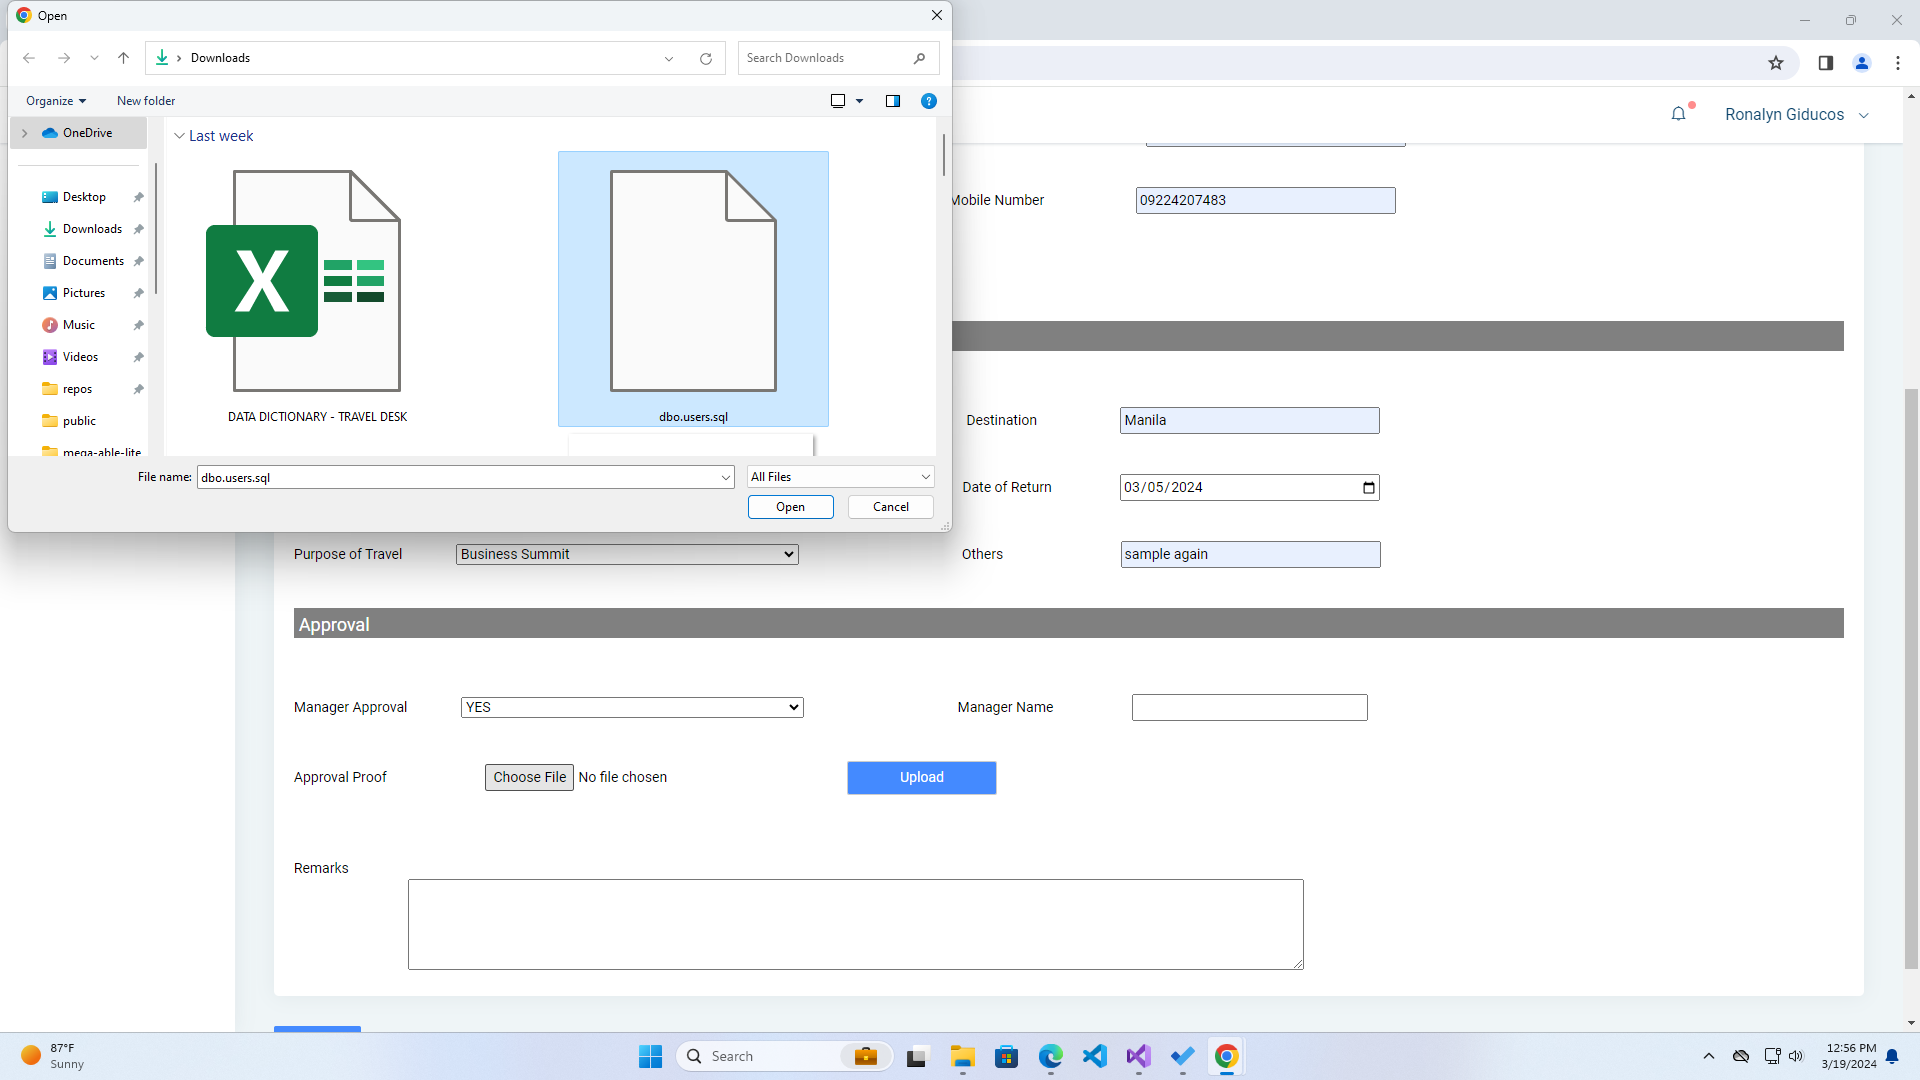 Open
Downloads
Search Downloads
Organize
New folder
OneDrive
Desktop
Downloads
Documents
Pictures
Music
Videos
repos
public
mega-able-lite
Last week
DATA DICTIONARY - TRAVEL DESK
dbo.users.sql
File name:
dbo.users.sql
All Files
Open
Cancel
Ronalyn Giducos
Mobile Number
09224207483
Destination
Manila
Date of Return
03/05/2024
Purpose of Travel
Business Summit
Others
sample again
Approval
Manager Approval
YES
Manager Name
Approval Proof
Choose File
No file chosen
Upload
Remarks
87°F
Sunny
Search
12:56 PM
3/19/2024